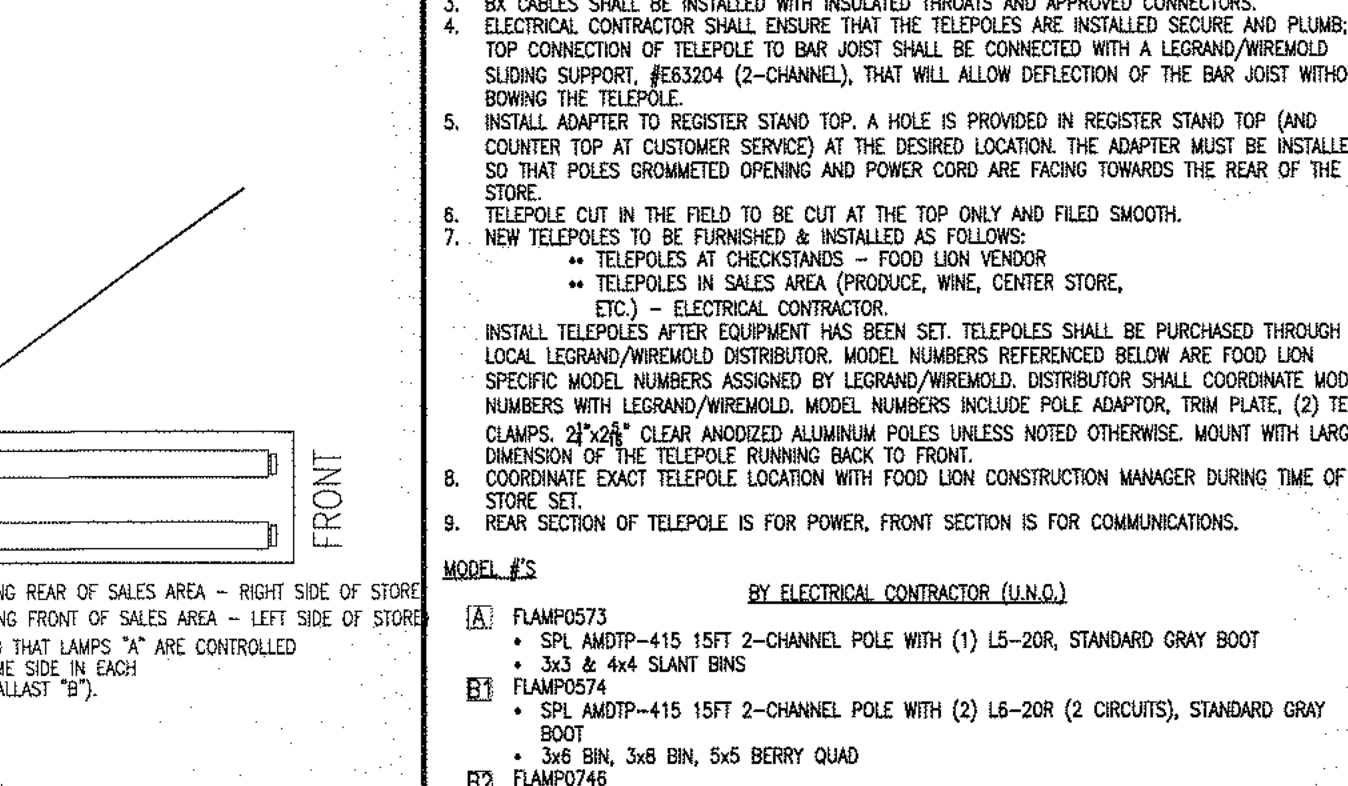 3. BX CABLES SHALL BE INSTALLED WITH INSULATED THROATS AND APPROVED CONNECTORS.
4. ELECTRICAL CONTRACTOR SHALL ENSURE THAT THE TELEPOLES ARE INSTALLED SECURE AND PLUMB;
TOP CONNECTION OF TELEPOLE TO BAR JOIST SHALL BE CONNECTED WITH A LEGRAND/WIREMOLD
SLIDING SUPPORT, #E63204 (2-CHANNEL), THAT WILL ALLOW DEFLECTION OF THE BAR JOIST WITHO
BOWING THE TELEPOLE.
5. INSTALL ADAPTER TO REGISTER STAND TOP. A HOLE IS PROVIDED IN REGISTER STAND TOP (AND
COUNTER TOP AT CUSTOMER SERVICE) AT THE DESIRED LOCATION. THE ADAPTER MUST BE INSTALLE
SO THAT POLES GROMMETED OPENING AND POWER CORD ARE FACING TOWARDS THE REAR OF THE
STORE.
6. TELEPOLE CUT IN THE FIELD TO BE CUT AT THE TOP ONLY AND FILED SMOOTH.
7. NEW TELEPOLES TO BE FURNISHED & INSTALLED AS FOLLOWS:
•• TELEPOLES AT CHECKSTANDS – FOOD LION VENDOR
•• TELEPOLES IN SALES AREA (PRODUCE, WINE, CENTER STORE,
ETC.) – ELECTRICAL CONTRACTOR.
INSTALL TELEPOLES AFTER EQUIPMENT HAS BEEN SET. TELEPOLES SHALL BE PURCHASED THROUGH
LOCAL LEGRAND/WIREMOLD DISTRIBUTOR. MODEL NUMBERS REFERENCED BELOW ARE FOOD LION
SPECIFIC MODEL NUMBERS ASSIGNED BY LEGRAND/WIREMOLD. DISTRIBUTOR SHALL COORDINATE MOD
NUMBERS WITH LEGRAND/WIREMOLD. MODEL NUMBERS INCLUDE POLE ADAPTOR, TRIM PLATE, (2) TE
CLAMPS. CLEAR ANODIZED ALUMINUM POLES UNLESS NOTED OTHERWISE. MOUNT WITH LARG
DIMENSION OF THE TELEPOLE RUNNING BACK TO FRONT.
8. COORDINATE EXACT TELEPOLE LOCATION WITH FOOD LION CONSTRUCTION MANAGER DURING TIME OF
STORE SET.
9. REAR SECTION OF TELEPOLE IS FOR POWER, FRONT SECTION IS FOR COMMUNICATIONS.
FRONT
NG REAR OF SALES AREA – RIGHT SIDE OF STORE
NG FRONT OF SALES AREA – LEFT SIDE OF STORE
THAT LAMPS "A" ARE CONTROLLED
ME SIDE IN EACH
ALLAST "B").
MODEL #'S
BY ELECTRICAL CONTRACTOR (U.N.O.)
A FLAMP0573
• SPL AMDTP-415 15FT 2-CHANNEL POLE WITH (1) L5-20R, STANDARD GRAY BOOT
• 3x3 & 4x4 SLANT BINS
B1 FLAMP0574
• SPL AMDTP-415 15FT 2-CHANNEL POLE WITH (2) L6-20R (2 CIRCUITS), STANDARD GRAY
BOOT
• 3x6 BIN, 3x8 BIN, 5x5 BERRY QUAD
B2 FLAMP0746